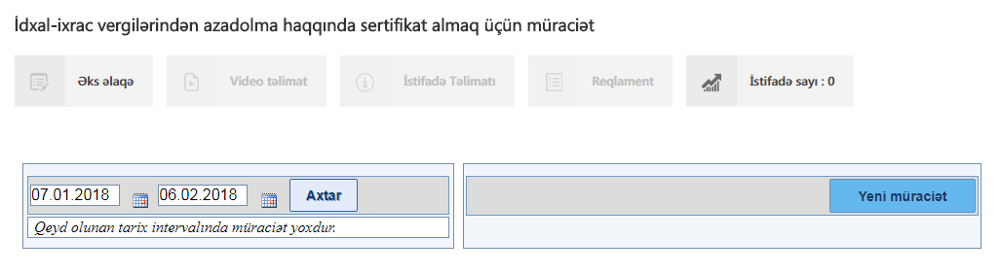 İdxal-ixrac vergilərindən azadolma haqqında sertifikat almaq üçün müraciət
Əks əlaqə Video təlimat İstifadə Təlimatı Reqlament İstifadə sayı : 0
07.01.2018 06.02.2018 Axtar Yeni müraciət
Qeyd olunan tarix intervalında müraciət yoxdur.